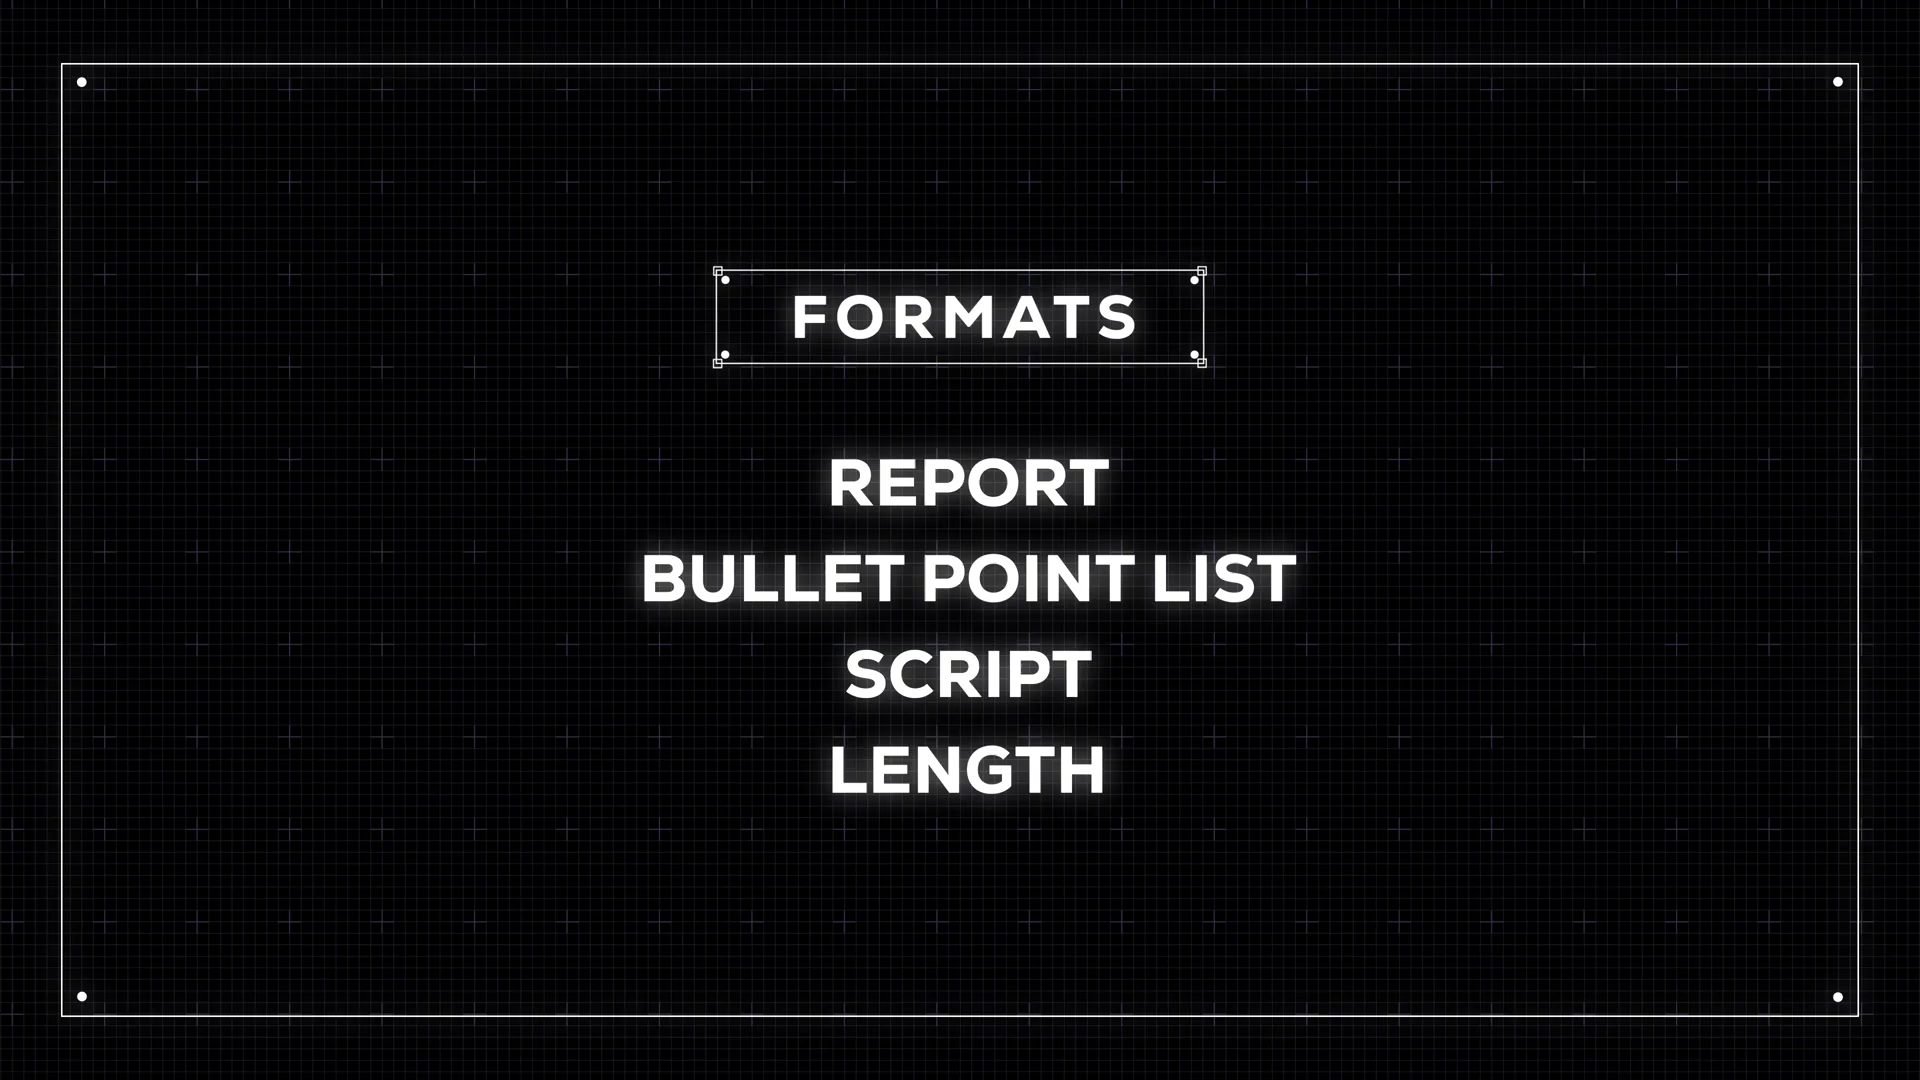 FORMATS
REPORT
BULLET POINT LIST
SCRIPT
LENGTH